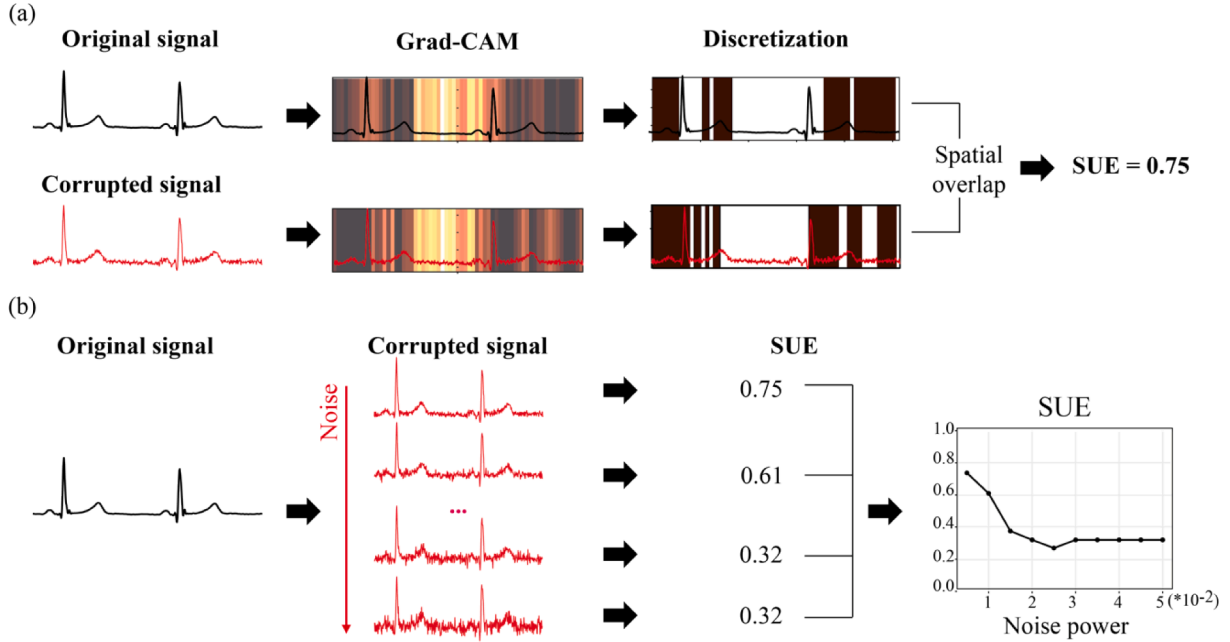 (a)
Original signal
Grad-CAM
Discretization
Spatial
overlap
SUE = 0.75
Corrupted signal
(b)
Original signal
Corrupted signal
SUE
Noise
0.75
0.61
...
0.32
0.32
SUE
1.0
0.8
0.6
0.4
0.2
0.0
1 2 3 4 5 (*10-2)
Noise power